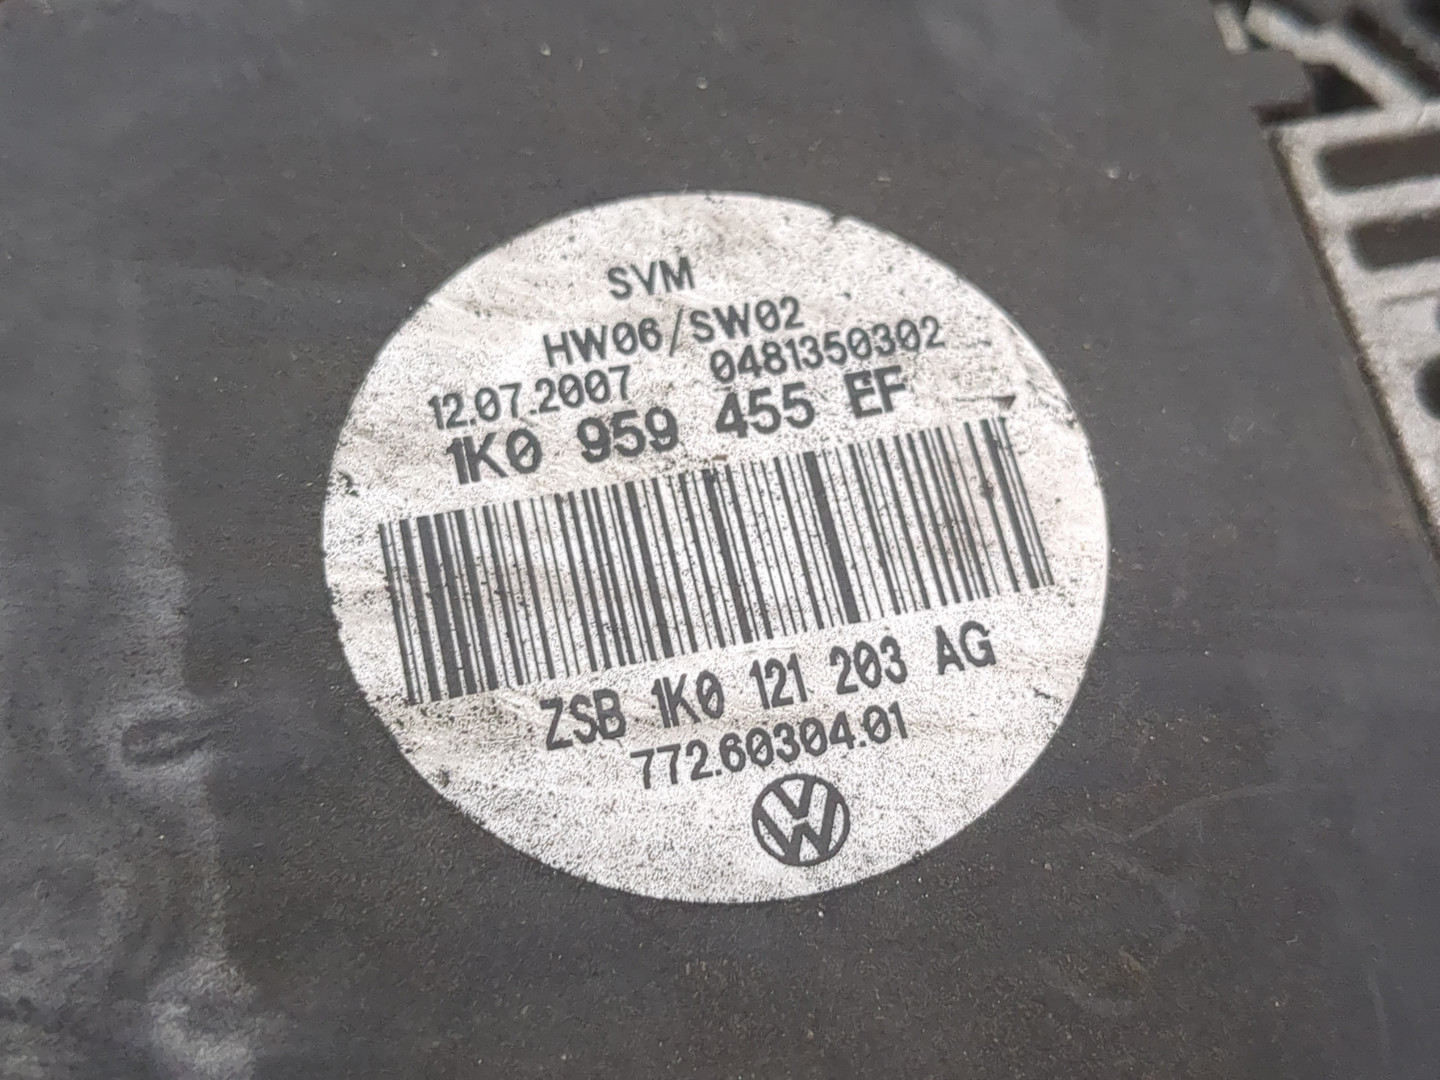 SVM
HW06/SW02
12.07.2007 0481350302
1K0 959 455 EF
ZSB 1K0 121 203 AG
772.60304.01